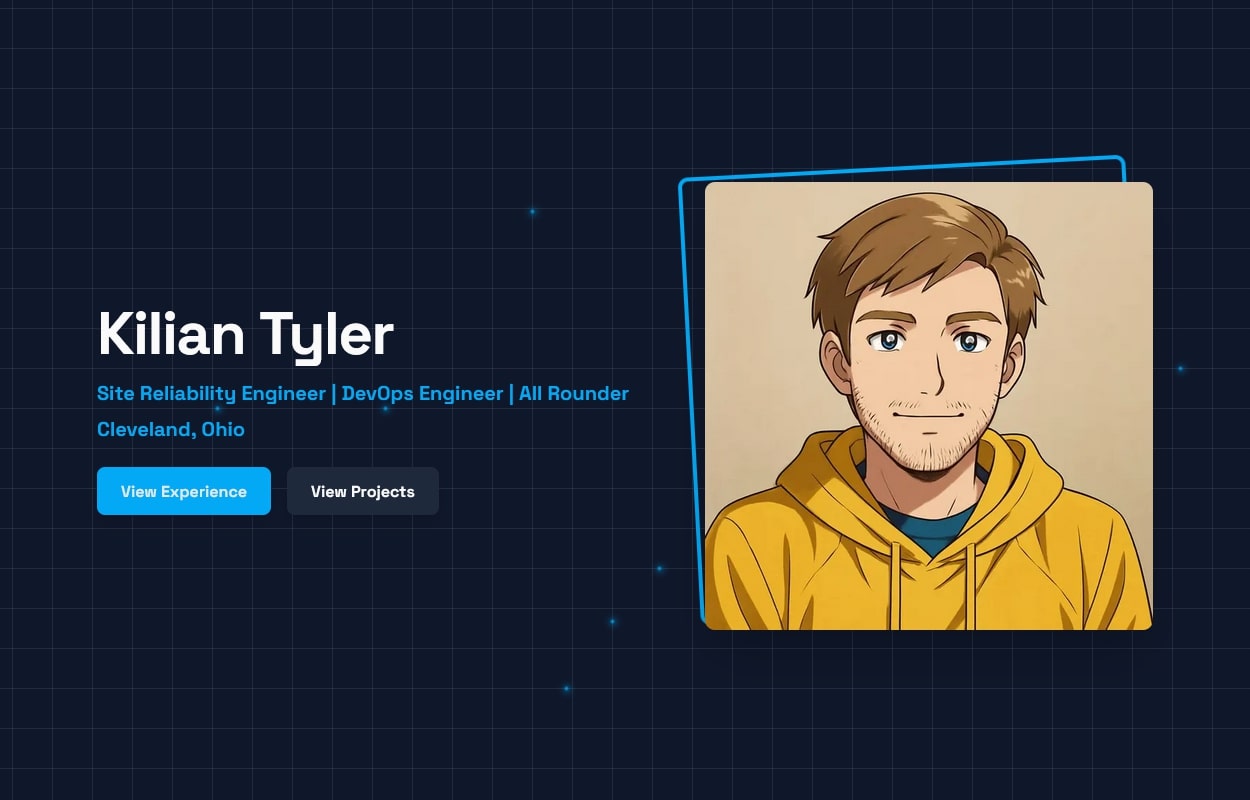 Kilian Tyler
Site Reliability Engineer | DevOps Engineer | All Rounder
Cleveland, Ohio
View Experience
View Projects